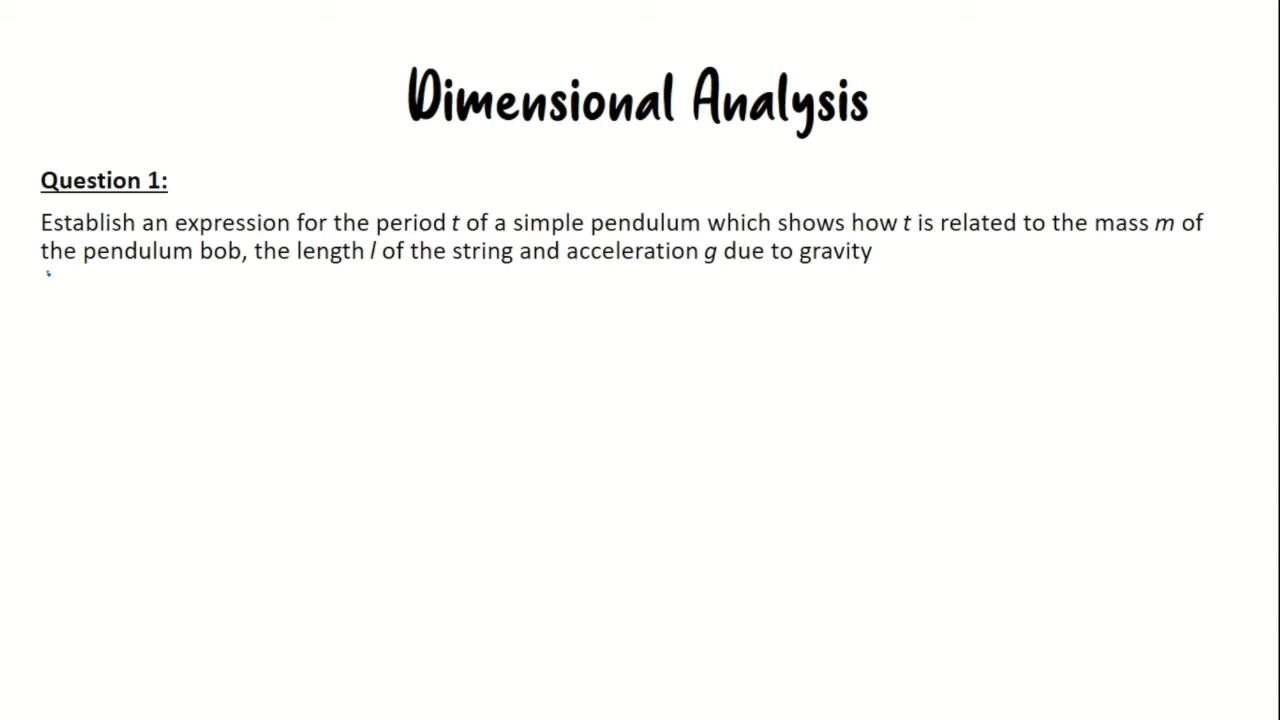 Dimensional Analysis
Question 1:
Establish an expression for the period t of a simple pendulum which shows how t is related to the mass m of
the pendulum bob, the length l of the string and acceleration g due to gravity